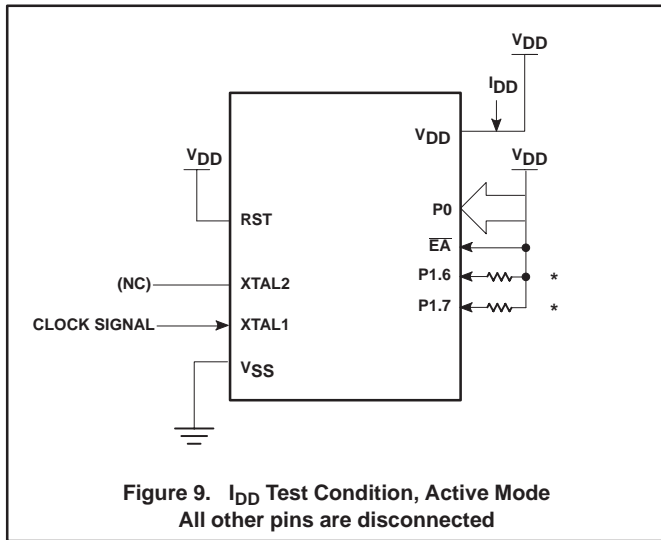 VDD
IDD
VDD
VDD
VDD
P0
RST
EA
(NC)
XTAL2
P1.6
*
CLOCK SIGNAL
XTAL1
P1.7
*
VSS
Figure 9. IDD Test Condition, Active Mode
All other pins are disconnected